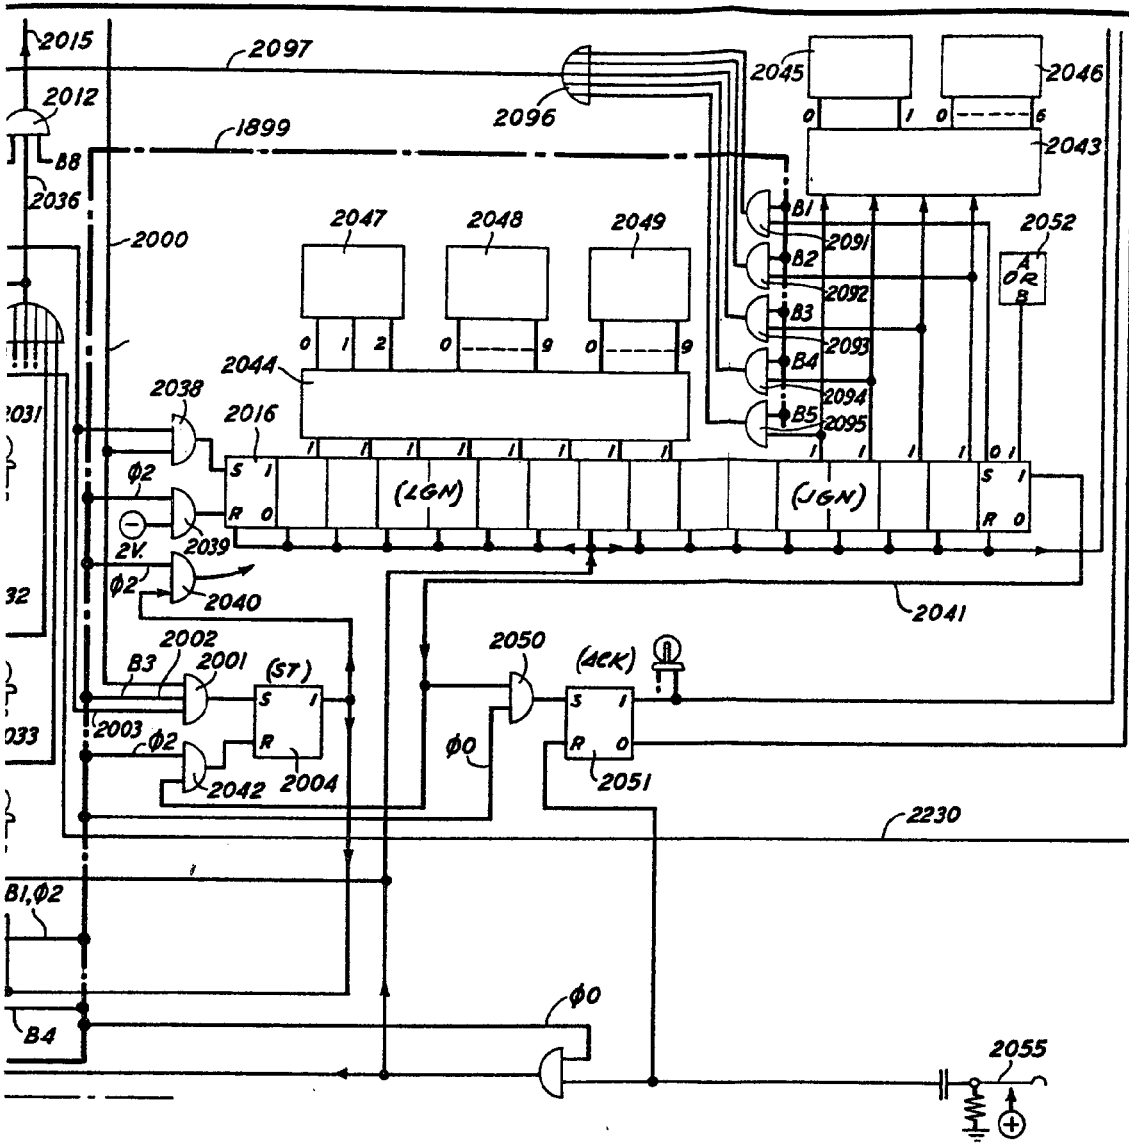 2015
2097
2012
2096
2045
2046
0 1 0 6
2043
1899
B8
2036
2000
2047
2048
2049
B1
2091
2052
A
OR
B
B2
2092
B3
2093
0 1 2 0 9 0 9
B4
2094
2044
B5
2095
2031
2038
2016
1 1 1 1 1 1 1 1 1 1 1 1 0 1
S 1
(LGN)
(JGN)
S 1
φ2
R 0
R 0
2039
2V.
φ2
2040
2041
32
2002
B3
2001
(ST)
2050
(ACK)
S 1
S 1
2003
033
φ2
R
φ0
R 0
2042
2004
2051
2230
B1,φ2
φ0
B4
2055